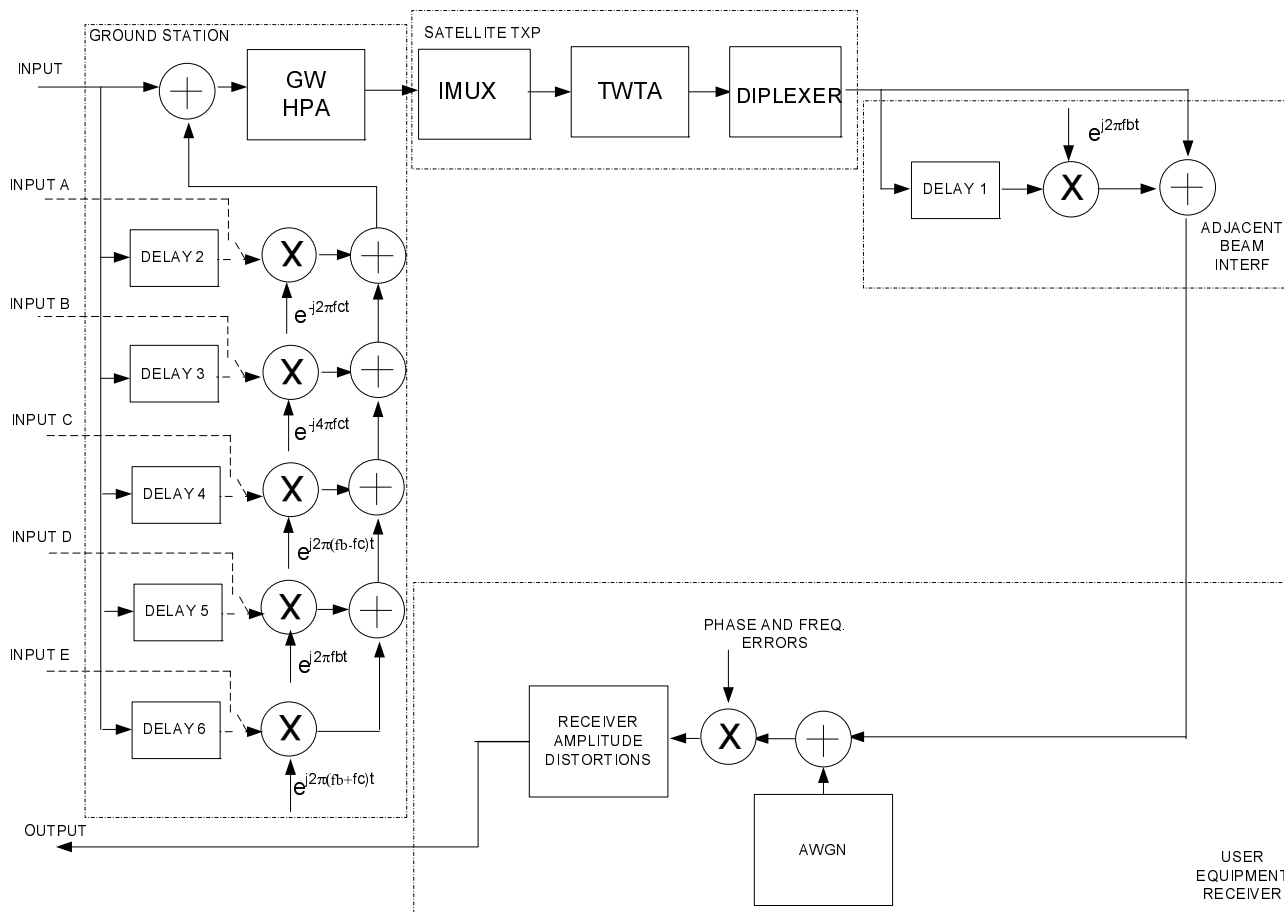 GROUND STATION
SATELLITE TXP
INPUT
GW
HPA
IMUX
TWTA
DIPLEXER
e^j2πfbt
DELAY 1
ADJACENT
BEAM
INTERF
INPUT A
DELAY 2
X
X
e^-j2πfct
INPUT B
DELAY 3
X
e^-j4πfct
INPUT C
DELAY 4
X
e^j2π(fb-fc)t
INPUT D
DELAY 5
X
e^j2πfbt
INPUT E
DELAY 6
X
e^j2π(fb+fc)t
OUTPUT
PHASE AND FREQ.
ERRORS
RECEIVER
AMPLITUDE
DISTORTIONS
X
AWGN
USER
EQUIPMENT
RECEIVER